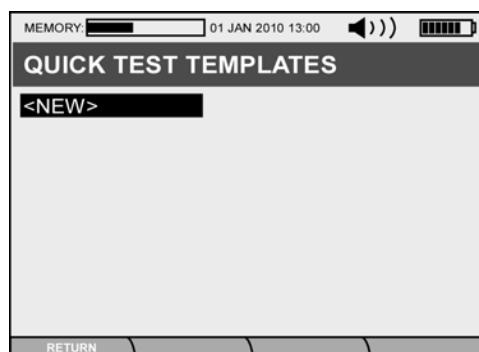 MEMORY: 01 JAN 2010 13:00
QUICK TEST TEMPLATES
<NEW>
RETURN